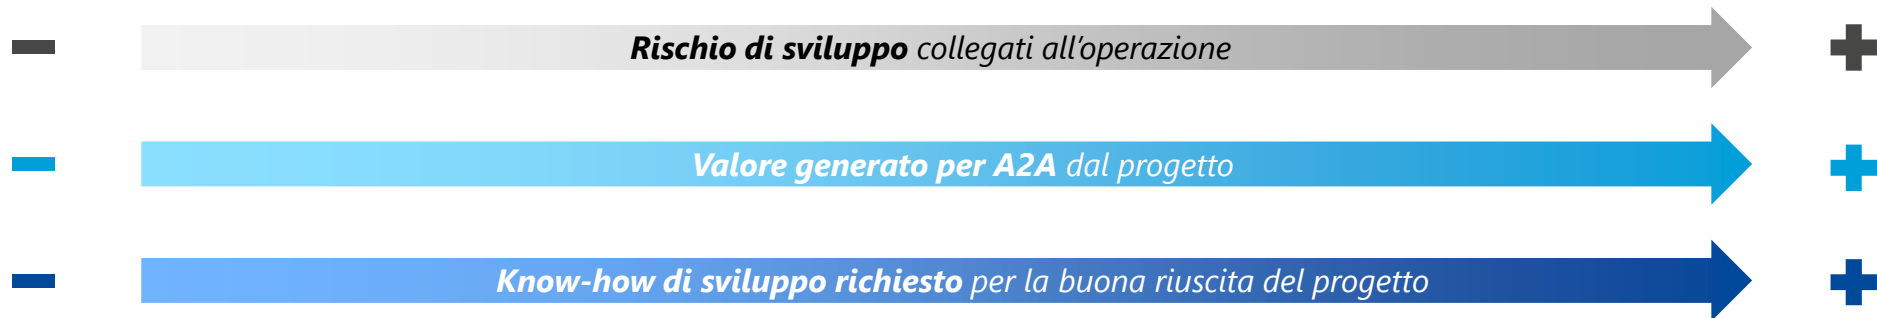 Rischio di sviluppo collegati all'operazione
Valore generato per A2A dal progetto
Know-how di sviluppo richiesto per la buona riuscita del progetto